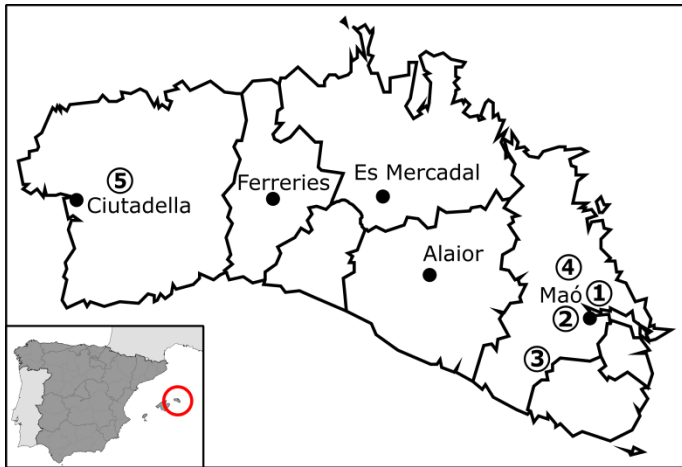 ⑤
Ciutadella
Ferreries
Es Mercadal
Alaior
④
Maó ①
②
③